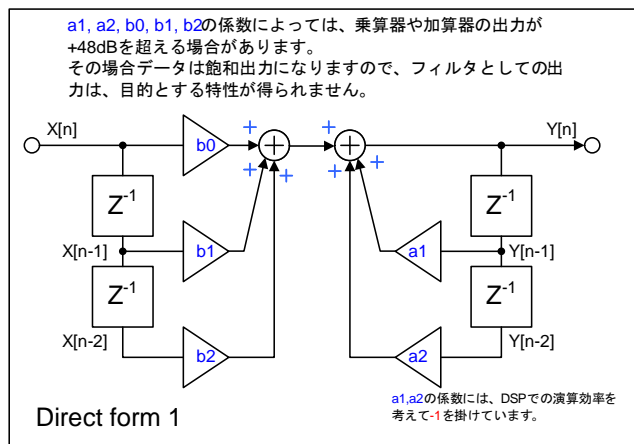 a1, a2, b0, b1, b2の係数によっては、乗算器や加算器の出力が
+48dBを超える場合があります。
その場合データは飽和出力になりますので、フィルタとしての出
力は、目的とする特性が得られません。
X[n]
b0
+
+
+
+
+
+
+
+
Y[n]
Z-1
Z-1
X[n-1]
b1
a1
Y[n-1]
Z-1
Z-1
X[n-2]
b2
a2
Y[n-2]
Direct form 1
a1,a2の係数には、DSPでの演算効率を
考えて-1を掛けています。